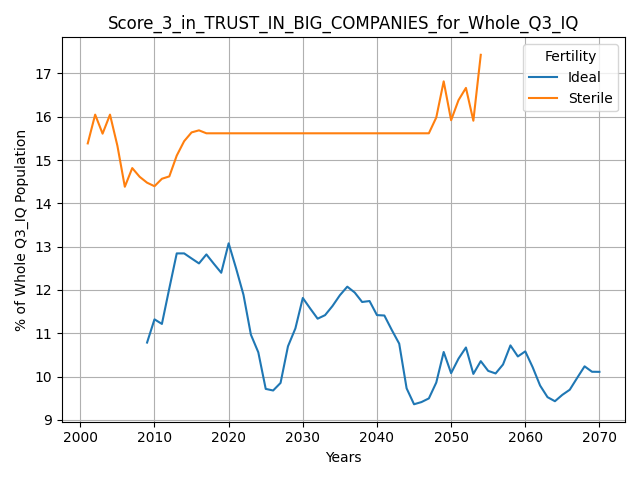 Score_3_in_TRUST_IN_BIG_COMPANIES_for_Whole_Q3_IQ
% of Whole Q3_IQ Population
17
16
15
14
13
12
11
10
9
Fertility
Ideal
Sterile
2000 2010 2020 2030 2040 2050 2060 2070
Years